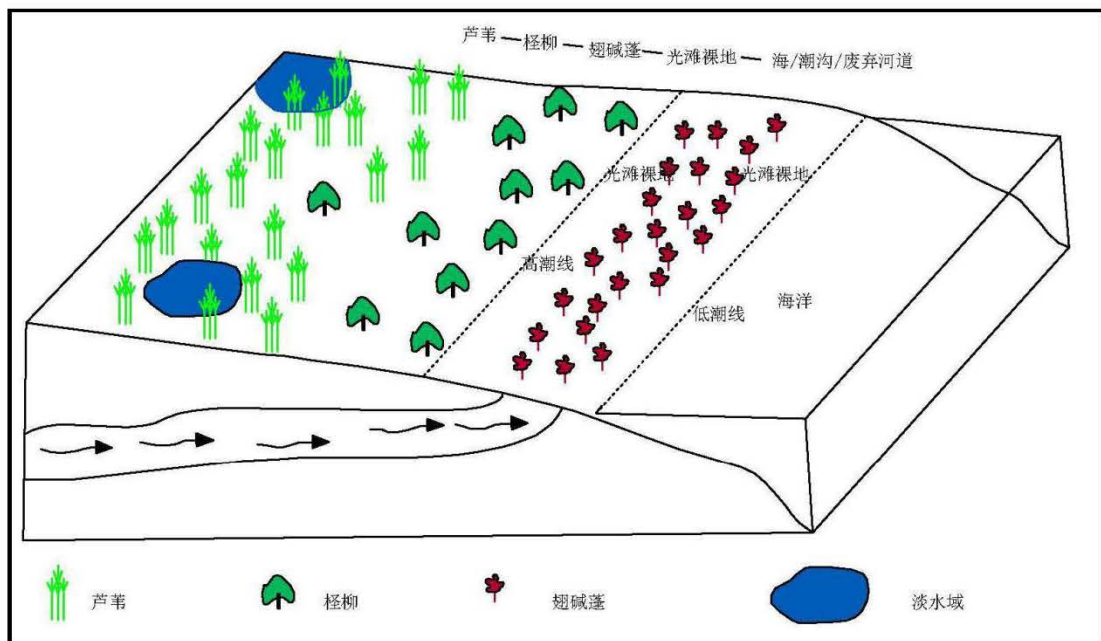 芦苇—柽柳—翅碱蓬—光滩裸地—海/潮沟/废弃河道
光滩裸地
光滩裸地
高潮线
低潮线
海洋
芦苇
柽柳
翅碱蓬
淡水域